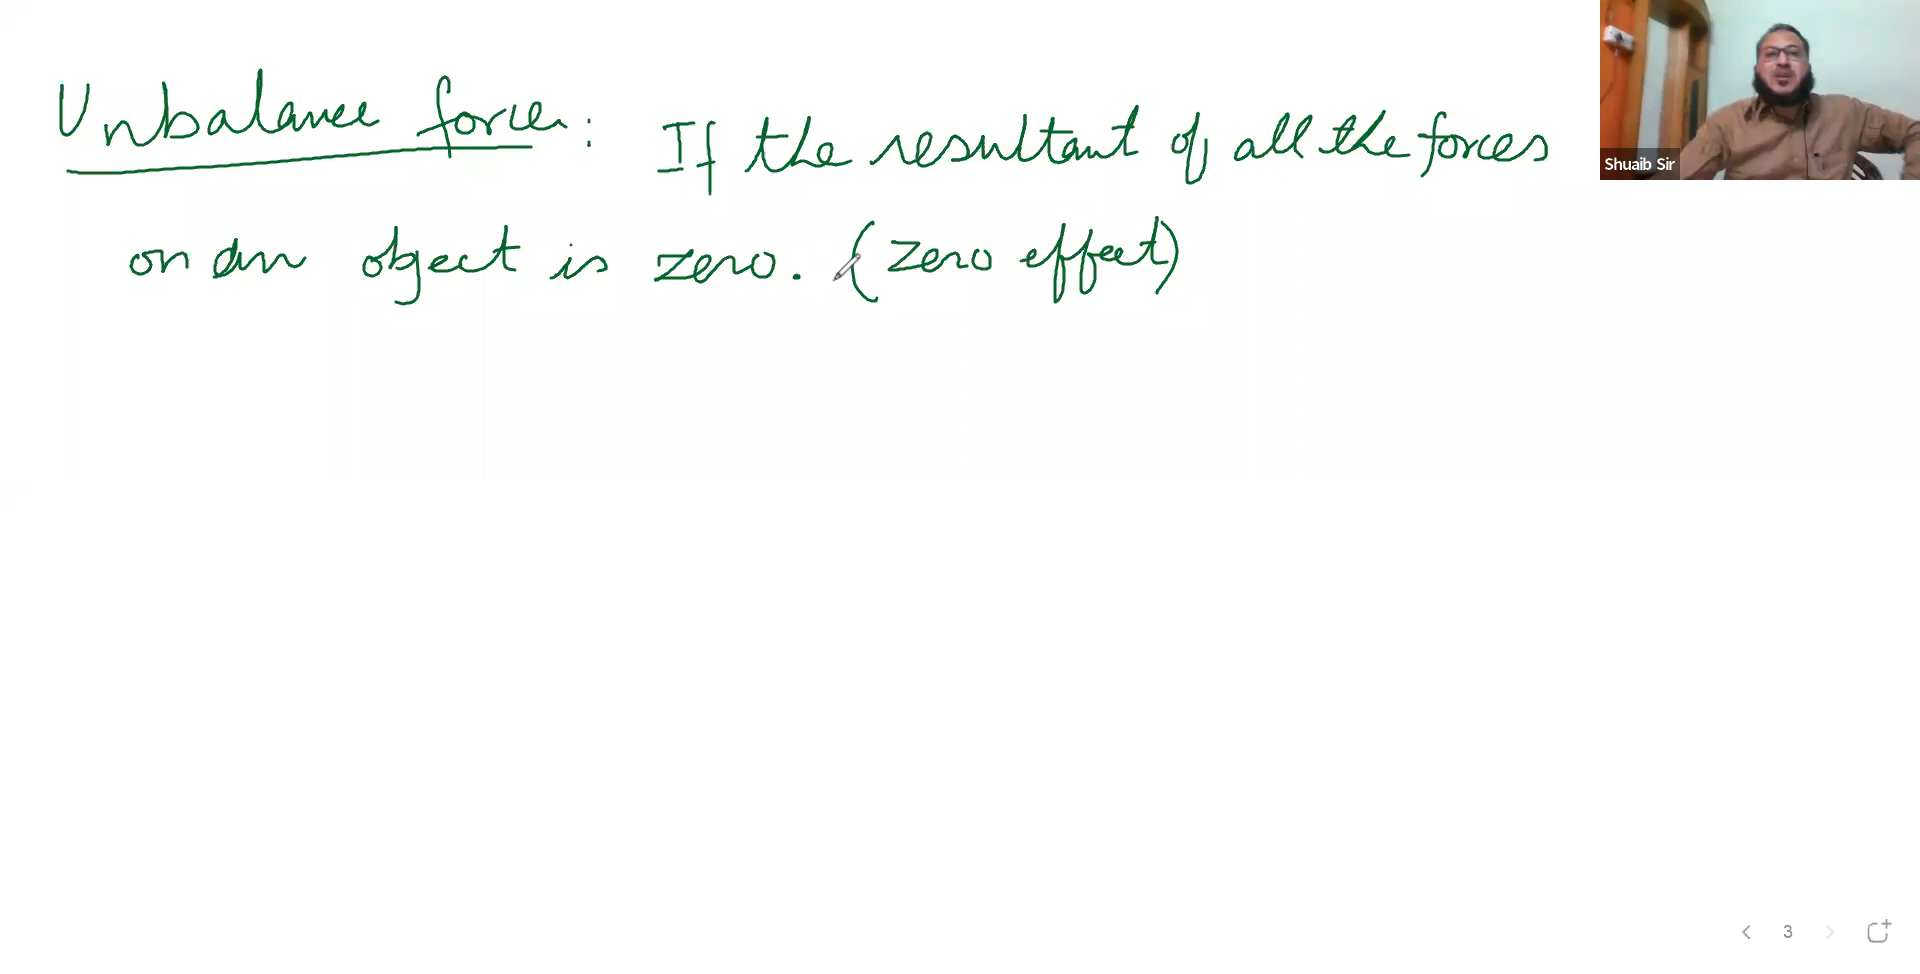 Unbalance force: If the resultant of all the forces
on an object is zero. (Zero effect)
Shuaib Sir
3